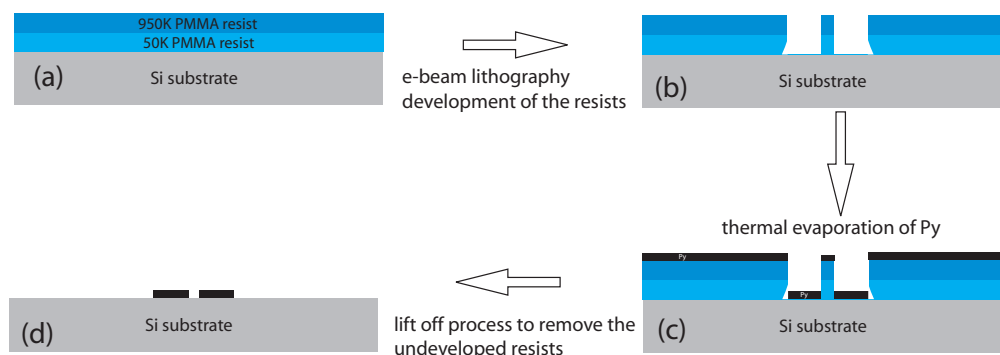 950K PMMA resist
50K PMMA resist
(a)
Si substrate
e-beam lithography
development of the resists
(b)
Si substrate
thermal evaporation of Py
Py
Py
(c)
Si substrate
lift off process to remove the
undeveloped resists
(d)
Si substrate